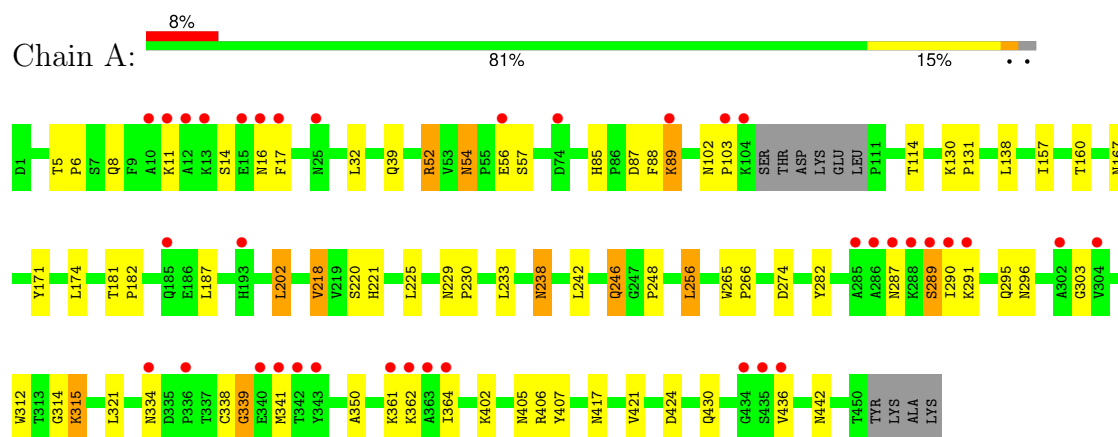 8%
Chain A:
81% 15% • •
D1 T5 P6 S7 Q8 F9 A10 K11 A12 K13 S14 E15 N16 F17 N25 L32 Q39 R52 V53 N54 P55 E56 S57 D74 H85 P86 D87 F88 K89 N102 P103 K104 SER THR ASP LYS GLU LEU P111 T114 K130 P131 L138 I157 T160 N167
Y171 L174 T181 P182 Q185 E186 L187 H193 L202 V218 V219 S220 H221 L225 N229 P230 L233 N238 L242 Q246 G247 P248 L256 W265 P266 D274 Y282 A285 A286 N287 K288 S289 I290 K291 Q295 N296 A302 G303 V304
W312 T313 G314 K315 L321 N334 D335 P336 T337 C338 G339 E340 M341 T342 Y343 A350 K361 K362 A363 I364 K402 N405 R406 Y407 N417 V421 D424 Q430 G434 S435 V436 N442 T450 TYR LYS ALA LYS